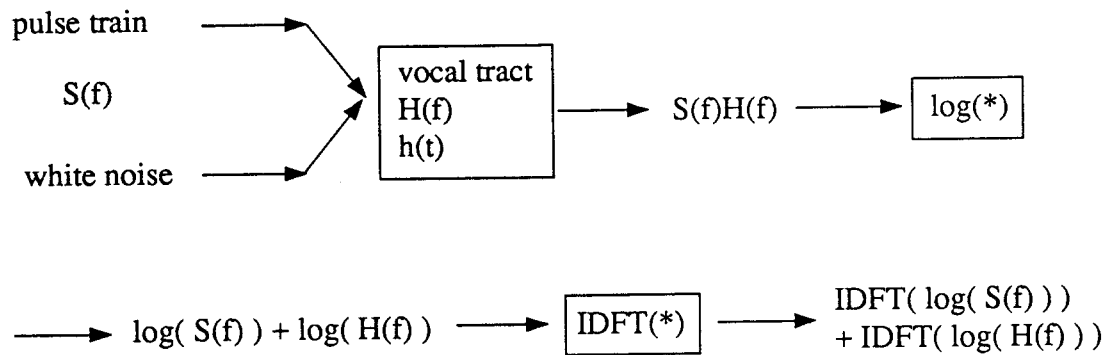 pulse train
S(f)
white noise
vocal tract
H(f)
h(t)
S(f)H(f)
log(*)
log( S(f) ) + log( H(f) )
IDFT(*)
IDFT( log( S(f) ) )
+ IDFT( log( H(f) ) )